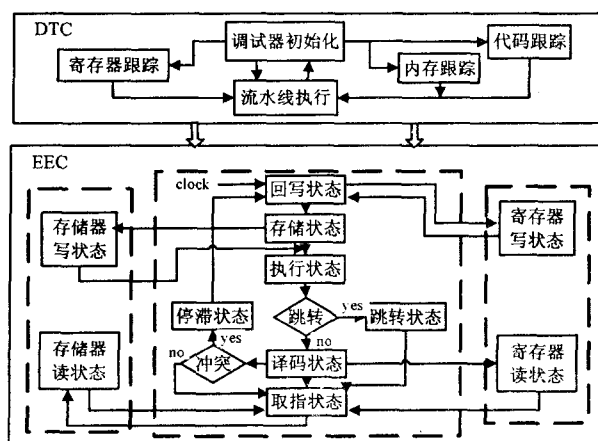 DTC
调试器初始化
代码跟踪
寄存器跟踪
内存跟踪
流水线执行
EEC
clock
回写状态
存储器
写状态
存储状态
寄存器
写状态
执行状态
停滞状态
跳转
yes
跳转状态
yes
no
存储器
读状态
no
冲突
译码状态
寄存器
读状态
取指状态